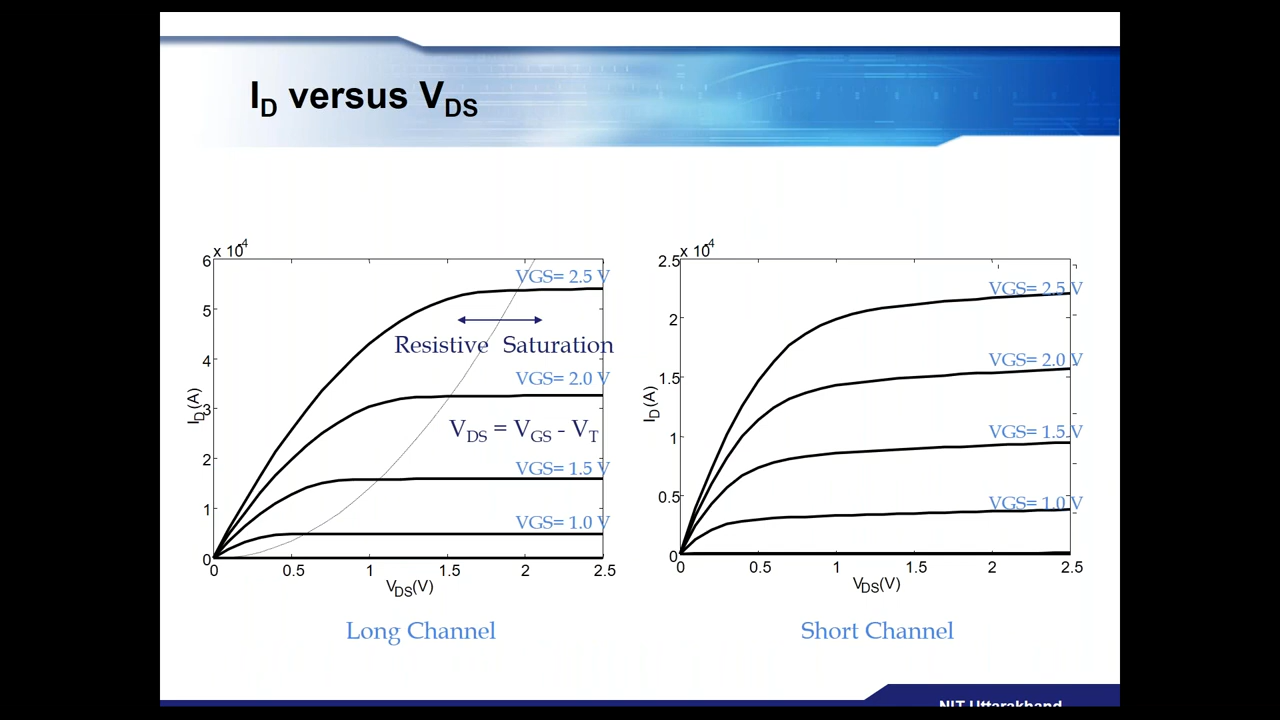 I_D versus V_DS
x 10^-4
6
5
4
3
2
1
0
I_D(A)
VGS= 2.5 V
Resistive Saturation
VGS= 2.0 V
V_DS = V_GS - V_T
VGS= 1.5 V
VGS= 1.0 V
0 0.5 1 1.5 2 2.5
V_DS(V)
Long Channel
x 10^-4
2.5
2
1.5
1
0.5
0
I_D(A)
VGS= 2.5 V
VGS= 2.0 V
VGS= 1.5 V
VGS= 1.0 V
0 0.5 1 1.5 2 2.5
V_DS(V)
Short Channel
NIT Uttarakhand